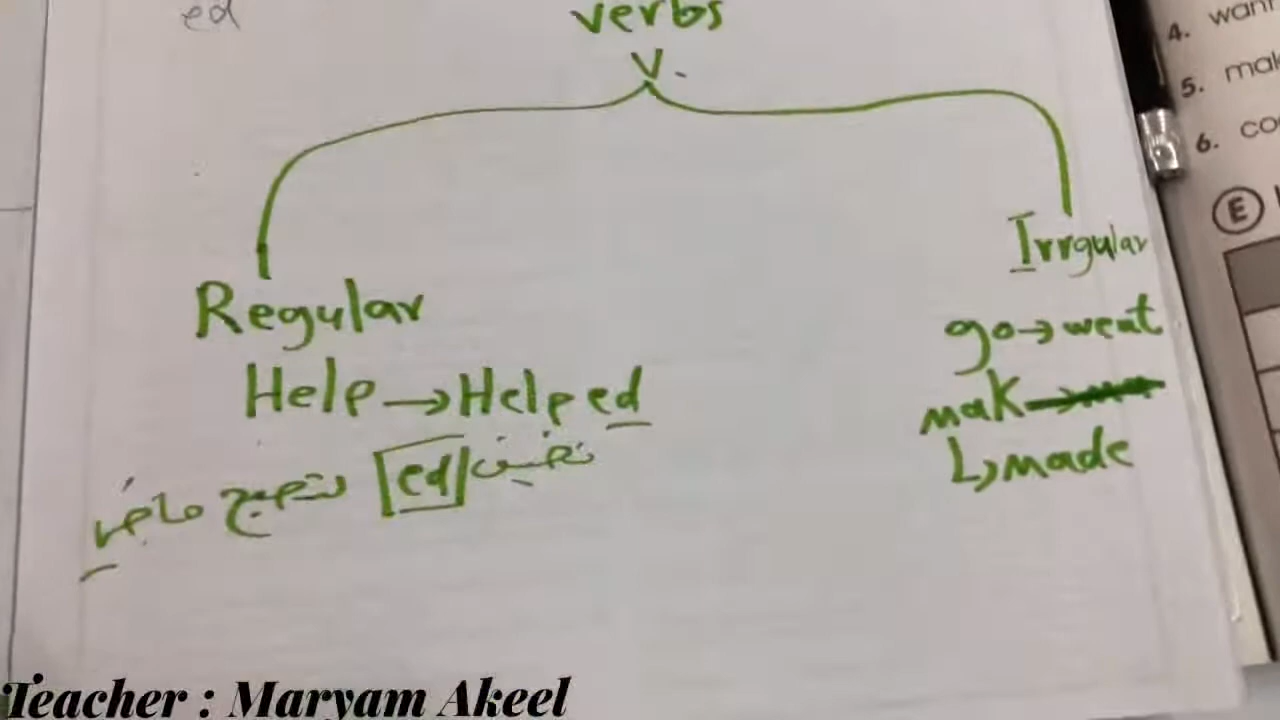 ed
verbs
V.
Regular
Help → Helped
نضيف [ed] لتصبح ماضي
Irrgular
go → went
mak
↳ made
4. want
5. mak
6. co
E
Teacher : Maryam Akeel